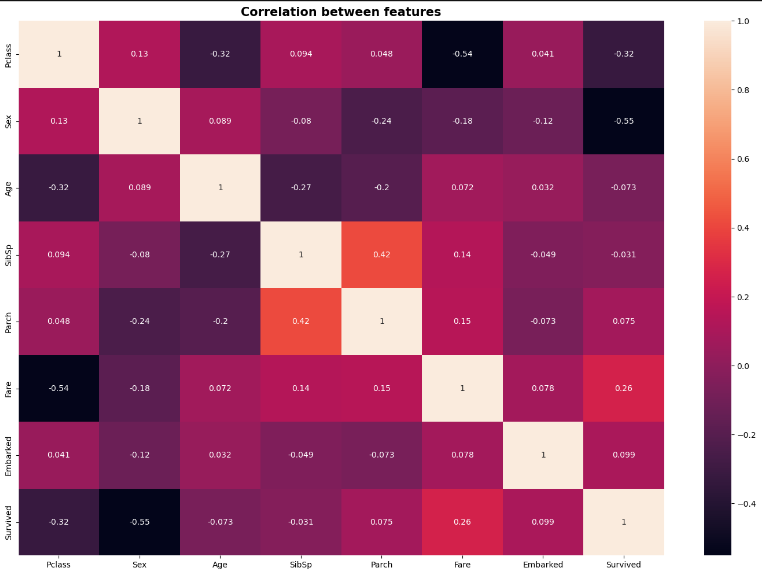 Correlation between features
Pclass 1 0.13 -0.32 0.094 0.048 -0.54 0.041 -0.32
Sex 0.13 1 0.089 -0.08 -0.24 -0.18 -0.12 -0.55
Age -0.32 0.089 1 -0.27 -0.2 0.072 0.032 -0.073
SibSp 0.094 -0.08 -0.27 1 0.42 0.14 -0.049 -0.031
Parch 0.048 -0.24 -0.2 0.42 1 0.15 -0.073 0.075
Fare -0.54 -0.18 0.072 0.14 0.15 1 0.078 0.26
Embarked 0.041 -0.12 0.032 -0.049 -0.073 0.078 1 0.099
Survived -0.32 -0.55 -0.073 -0.031 0.075 0.26 0.099 1
Pclass Sex Age SibSp Parch Fare Embarked Survived
1.0
0.8
0.6
0.4
0.2
0.0
−0.2
−0.4